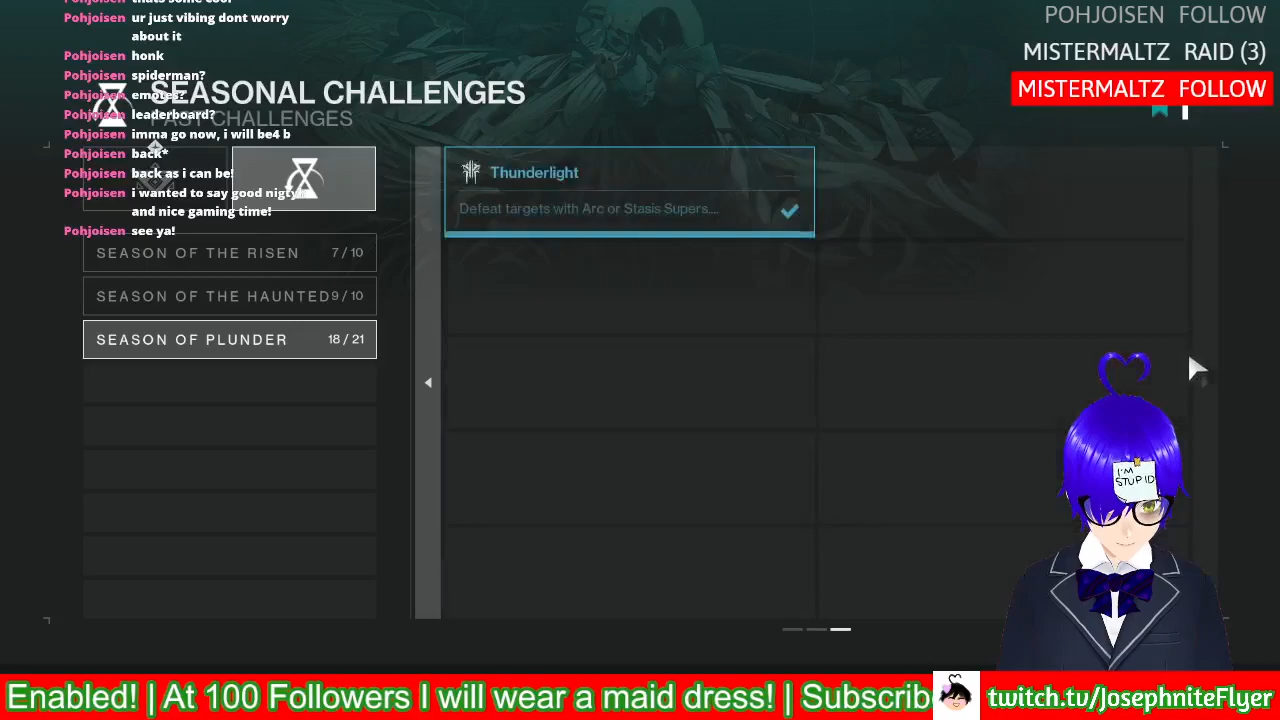 Pohjoisen ur just vibing dont worry
about it
Pohjoisen honk
Pohjoisen spiderman?
Pohjoisen emotes?
Pohjoisen leaderboard?
Pohjoisen imma go now, i will be4 b
Pohjoisen back*
Pohjoisen back as i can be!
Pohjoisen i wanted to say good nigty
and nice gaming time!
Pohjoisen see ya!
POHJOISEN FOLLOW
MISTERMALTZ RAID (3)
MISTERMALTZ FOLLOW
SEASONAL CHALLENGES
PAST CHALLENGES
SEASON OF THE RISEN 7 / 10
SEASON OF THE HAUNTED 9 / 10
SEASON OF PLUNDER 18 / 21
Thunderlight
Defeat targets with Arc or Stasis Supers....
I'M
STUPID
Enabled! | At 100 Followers I will wear a maid dress! | Subscribe
twitch.tv/JosephniteFlyer